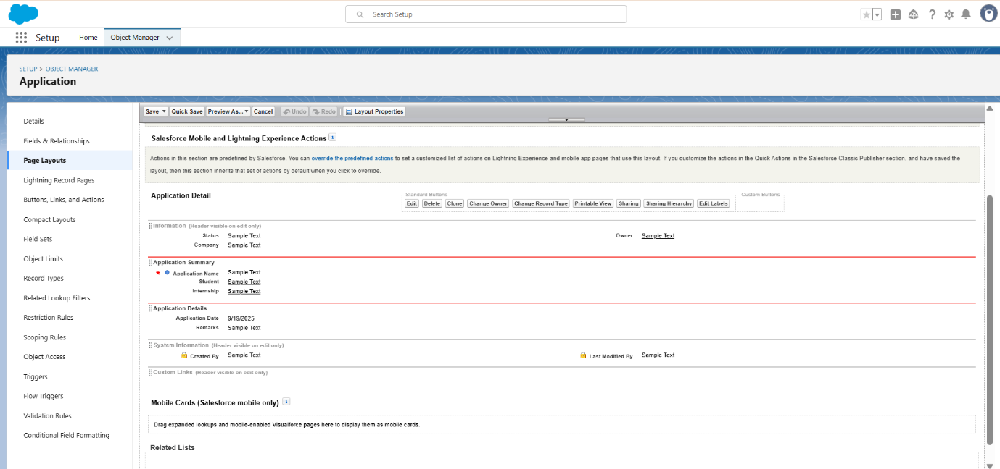 Search Setup
Setup Home Object Manager
SETUP > OBJECT MANAGER
Application
Details
Fields & Relationships
Page Layouts
Lightning Record Pages
Buttons, Links, and Actions
Compact Layouts
Field Sets
Object Limits
Record Types
Related Lookup Filters
Restriction Rules
Scoping Rules
Object Access
Triggers
Flow Triggers
Validation Rules
Conditional Field Formatting
Save Quick Save Preview As... Cancel Undo Redo Layout Properties
Salesforce Mobile and Lightning Experience Actions i
Actions in this section are predefined by Salesforce. You can override the predefined actions to set a customized list of actions on Lightning Experience and mobile app pages that use this layout. If you customize the actions in the Quick Actions in the Salesforce Classic Publisher section, and have saved the
layout, then this section inherits that set of actions by default when you click to override.
Application Detail
Standard Buttons
Edit Delete Clone Change Owner Change Record Type Printable View Sharing Sharing Hierarchy Edit Labels
Custom Buttons
Information (Header visible on edit only)
Status Sample Text Owner Sample Text
Company Sample Text
Application Summary
* Application Name Sample Text
Student Sample Text
Internship Sample Text
Application Details
Application Date 9/19/2025
Remarks Sample Text
System Information (Header visible on edit only)
Created By Sample Text Last Modified By Sample Text
Custom Links (Header visible on edit only)
Mobile Cards (Salesforce mobile only) i
Drag expanded lookups and mobile-enabled Visualforce pages here to display them as mobile cards.
Related Lists